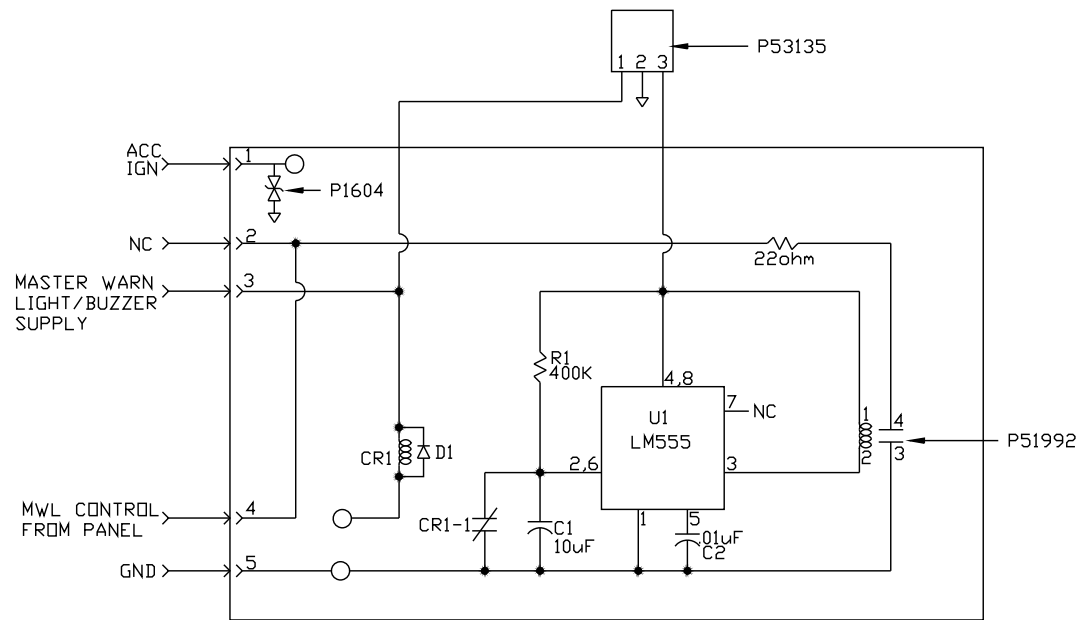 P53135
1 2 3
ACC
IGN
1
P1604
NC
2
22ohm
MASTER WARN
LIGHT/BUZZER
SUPPLY
3
R1
400K
4,8
7
NC
U1
LM555
1
4
P51992
CR1
D1
2
3
2,6
3
MWL CONTROL
FROM PANEL
4
CR1-1
C1
10uF
1
5
.01uF
C2
GND
5